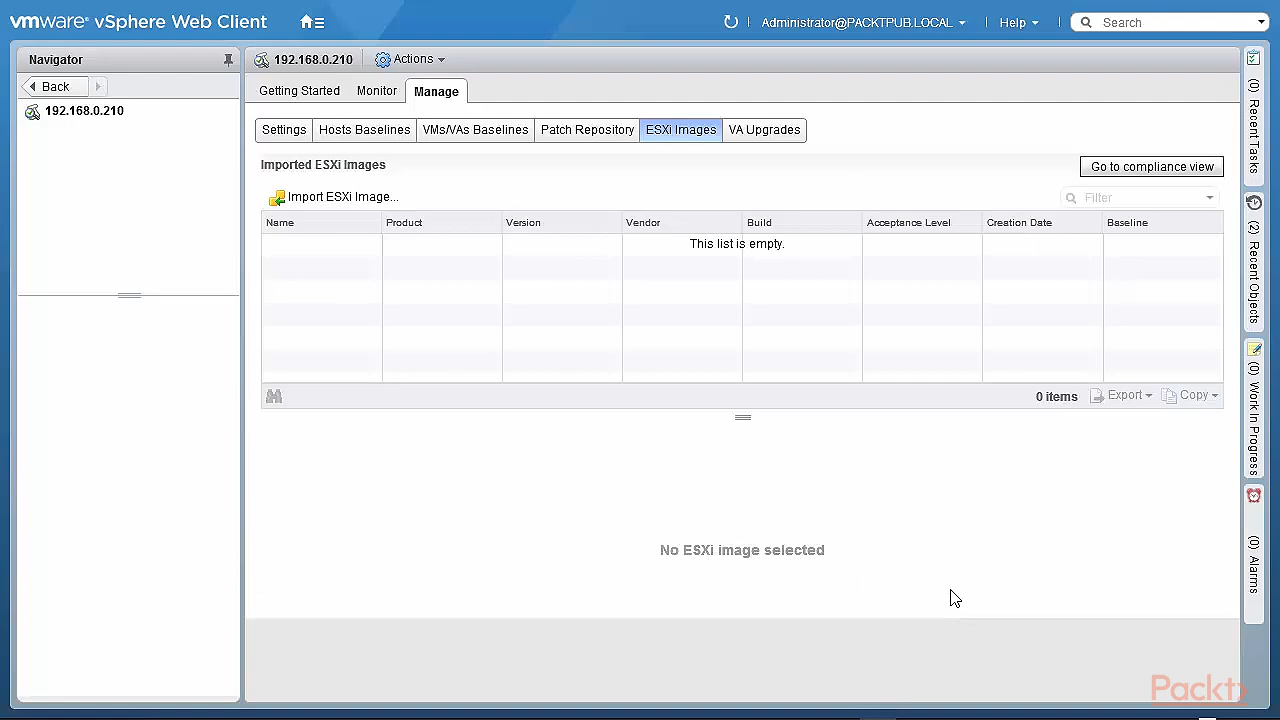 vmware® vSphere Web Client
Administrator@PACKTPUB.LOCAL
Help
Search
Navigator
Back
192.168.0.210
192.168.0.210
Actions
Getting Started
Monitor
Manage
Settings
Hosts Baselines
VMs/VAs Baselines
Patch Repository
ESXi Images
VA Upgrades
Imported ESXi Images
Go to compliance view
Import ESXi Image...
Filter
Name
Product
Version
Vendor
Build
Acceptance Level
Creation Date
Baseline
This list is empty.
0 items
Export
Copy
No ESXi image selected
(0) Recent Tasks
(2) Recent Objects
(0) Work In Progress
(0) Alarms
Packt